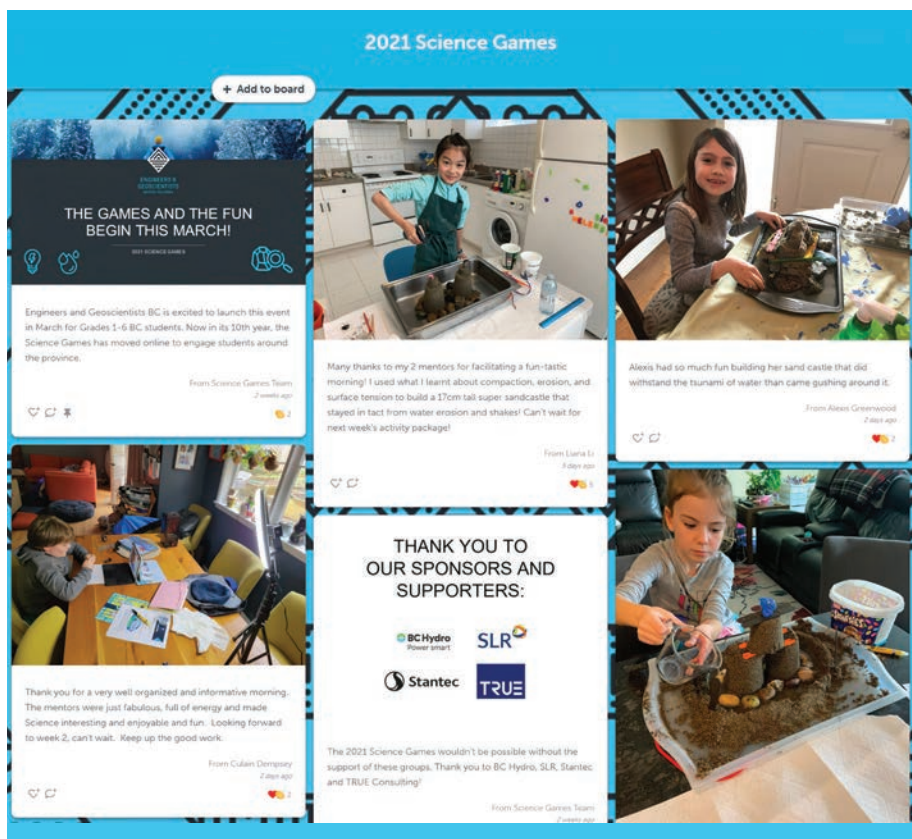 2021 Science Games
+ Add to board
ENGINEERS &
GEOSCIENTISTS
BRITISH COLUMBIA
THE GAMES AND THE FUN
BEGIN THIS MARCH!
2021 SCIENCE GAMES
Engineers and Geoscientists BC is excited to launch this event
in March for Grades 1-6 BC students. Now in its 10th year, the
Science Games has moved online to engage students around
the province.
From Science Games Team
2 weeks ago
2
Thank you for a very well organized and informative morning.
The mentors were just fabulous, full of energy and made
Science interesting and enjoyable and fun. Looking forward
to week 2, can't wait. Keep up the good work.
From Culain Dempsey
2 days ago
2
Many thanks to my 2 mentors for facilitating a fun-tastic
morning! I used what I learnt about compaction, erosion, and
surface tension to build a 17cm tall super sandcastle that
stayed in tact from water erosion and shakes! Can't wait for
next week's activity package!
From Liana Li
3 days ago
THANK YOU TO
OUR SPONSORS AND
SUPPORTERS:
BC Hydro
Power smart
SLR
Stantec
TRUE
The 2021 Science Games wouldn't be possible without the
support of these groups. Thank you to BC Hydro, SLR, Stantec
and TRUE Consulting!
From Science Games Team
2 weeks ago
Alexis had so much fun building her sand castle that did
withstand the tsunami of water than came gushing around it.
From Alexis Greenwood
2 days ago
2
SMARTIES